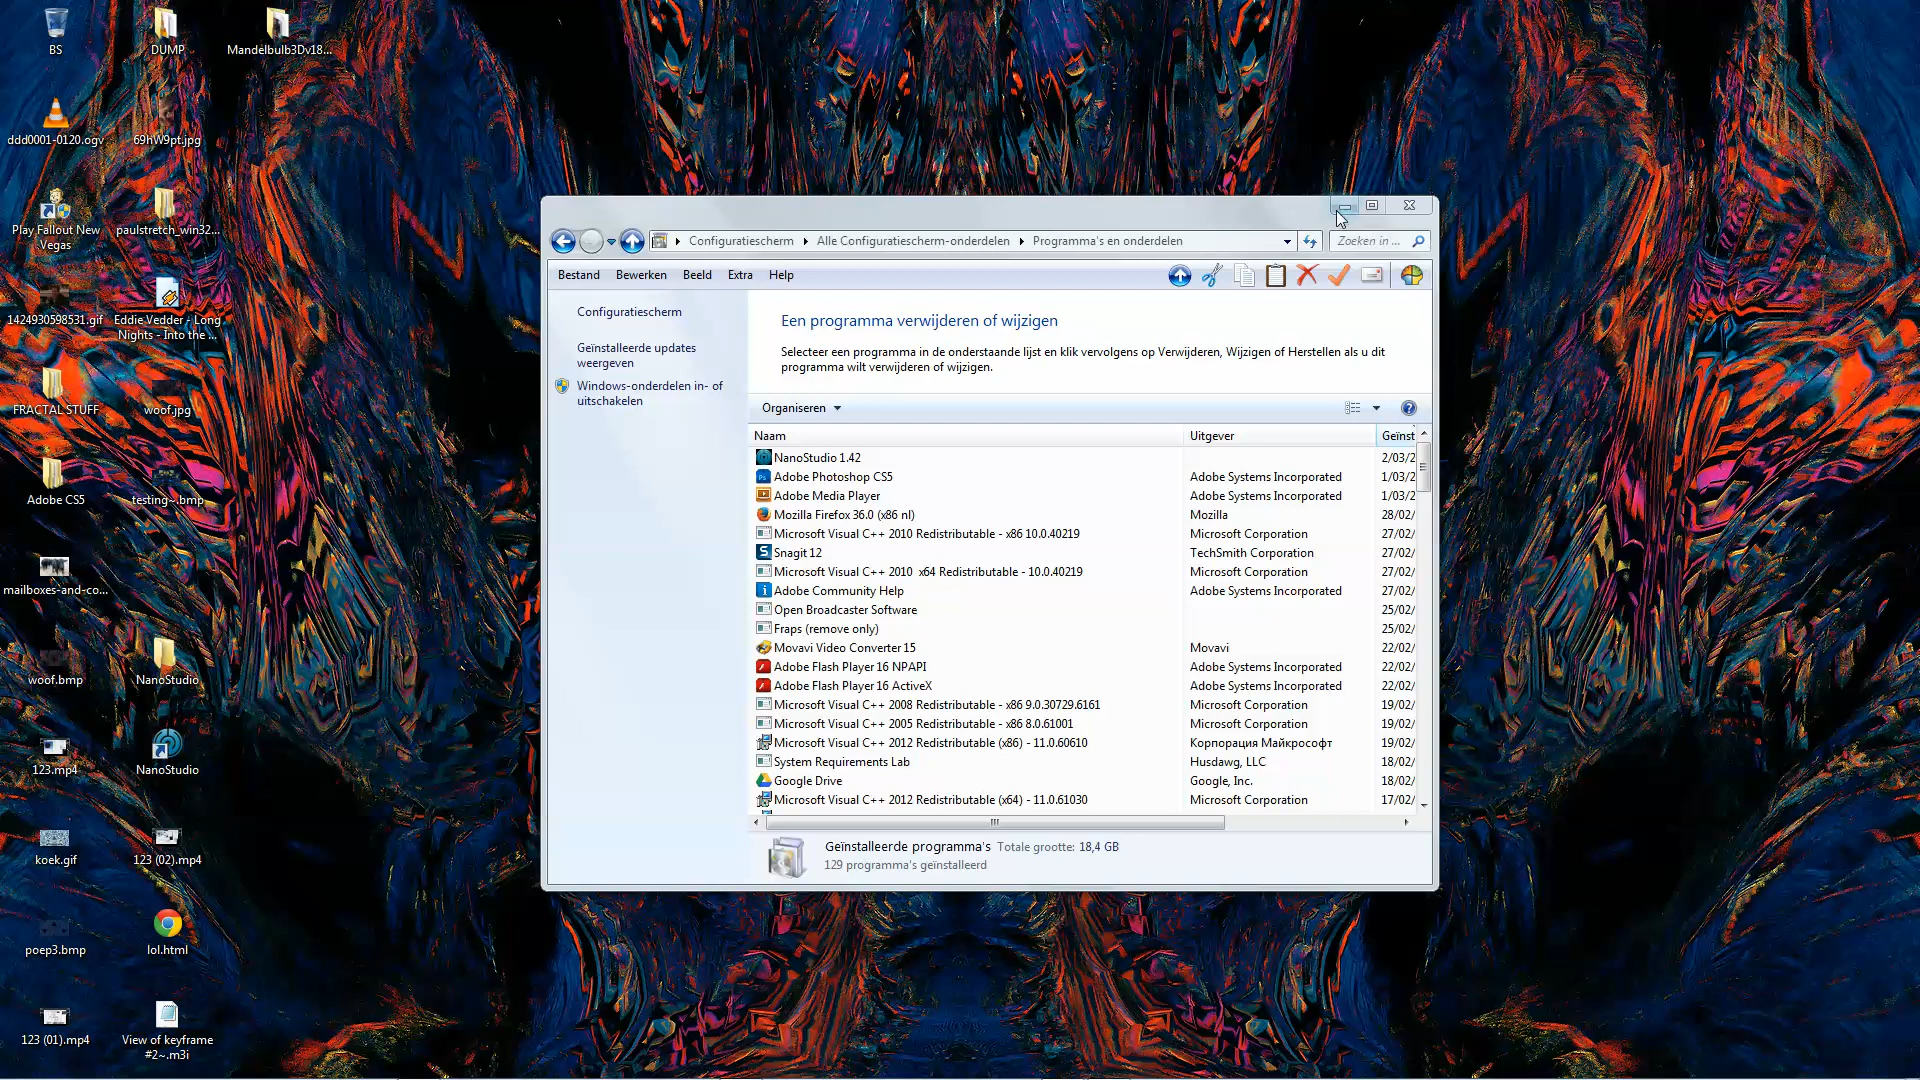 BS
DUMP
Mandelbulb3Dv18...
ddd0001-0120.ogv
69hW9pt.jpg
Play Fallout New
Vegas
paulstretch_win32...
1424930598531.gif
Eddie Vedder - Long
Nights - Into the ...
FRACTAL STUFF
woof.jpg
Adobe CS5
testing~.bmp
mailboxes-and-co...
woof.bmp
NanoStudio
123.mp4
NanoStudio
koek.gif
123 (02).mp4
poep3.bmp
lol.html
123 (01).mp4
View of keyframe
#2~.m3i
Configuratiescherm
Alle Configuratiescherm-onderdelen
Programma's en onderdelen
Zoeken in ...
Bestand Bewerken Beeld Extra Help
Configuratiescherm
Geïnstalleerde updates
weergeven
Windows-onderdelen in- of
uitschakelen
Een programma verwijderen of wijzigen
Selecteer een programma in de onderstaande lijst en klik vervolgens op Verwijderen, Wijzigen of Herstellen als u dit
programma wilt verwijderen of wijzigen.
Organiseren
Naam Uitgever Geïnst
NanoStudio 1.42 2/03/2
Adobe Photoshop CS5 Adobe Systems Incorporated 1/03/2
Adobe Media Player Adobe Systems Incorporated 1/03/2
Mozilla Firefox 36.0 (x86 nl) Mozilla 28/02/
Microsoft Visual C++ 2010 Redistributable - x86 10.0.40219 Microsoft Corporation 27/02/
Snagit 12 TechSmith Corporation 27/02/
Microsoft Visual C++ 2010  x64 Redistributable - 10.0.40219 Microsoft Corporation 27/02/
Adobe Community Help Adobe Systems Incorporated 27/02/
Open Broadcaster Software 25/02/
Fraps (remove only) 25/02/
Movavi Video Converter 15 Movavi 22/02/
Adobe Flash Player 16 NPAPI Adobe Systems Incorporated 22/02/
Adobe Flash Player 16 ActiveX Adobe Systems Incorporated 22/02/
Microsoft Visual C++ 2008 Redistributable - x86 9.0.30729.6161 Microsoft Corporation 19/02/
Microsoft Visual C++ 2005 Redistributable - x86 8.0.61001 Microsoft Corporation 19/02/
Microsoft Visual C++ 2012 Redistributable (x86) - 11.0.60610 Корпорация Майкрософт 19/02/
System Requirements Lab Husdawg, LLC 18/02/
Google Drive Google, Inc. 18/02/
Microsoft Visual C++ 2012 Redistributable (x64) - 11.0.61030 Microsoft Corporation 17/02/
Geïnstalleerde programma's Totale grootte: 18,4 GB
129 programma's geïnstalleerd